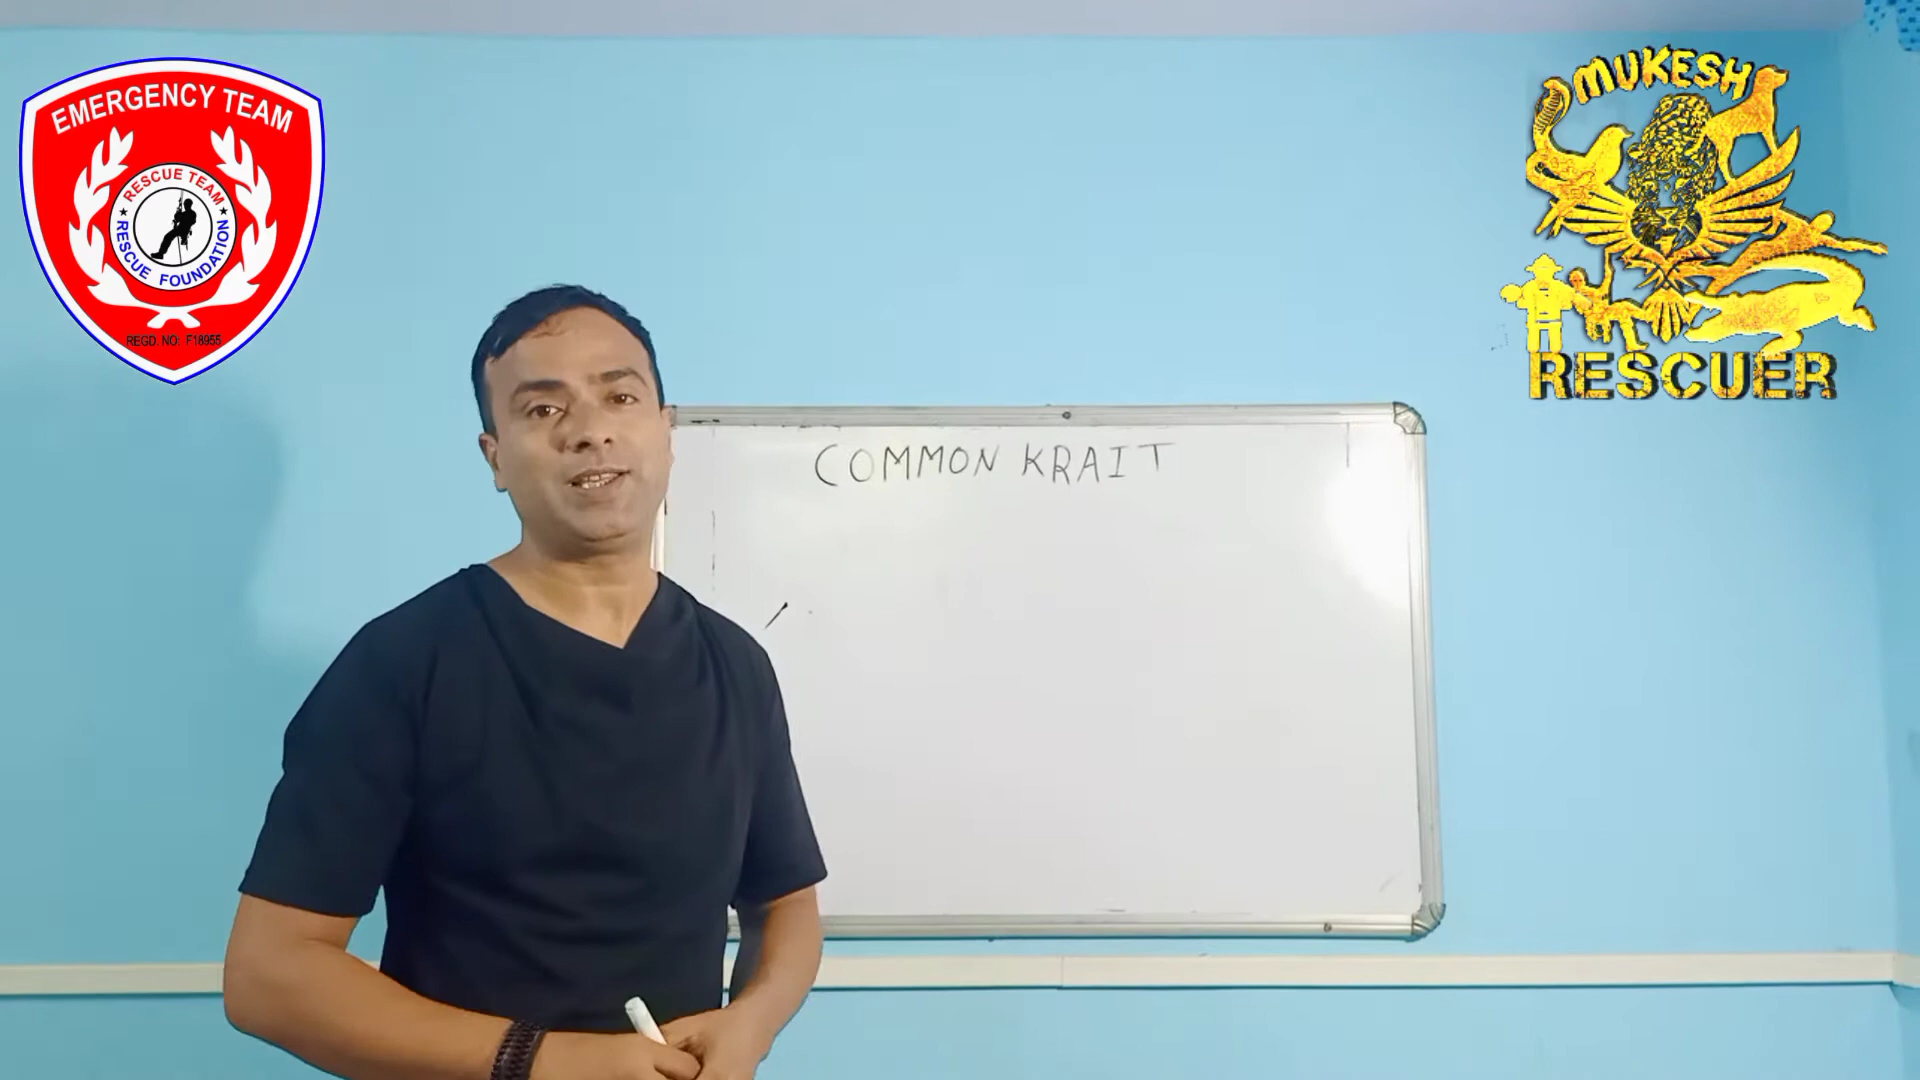 EMERGENCY TEAM
RESCUE TEAM
RESCUE FOUNDATION
REGD. NO: F18955
MUKESH
RESCUER
COMMON KRAIT